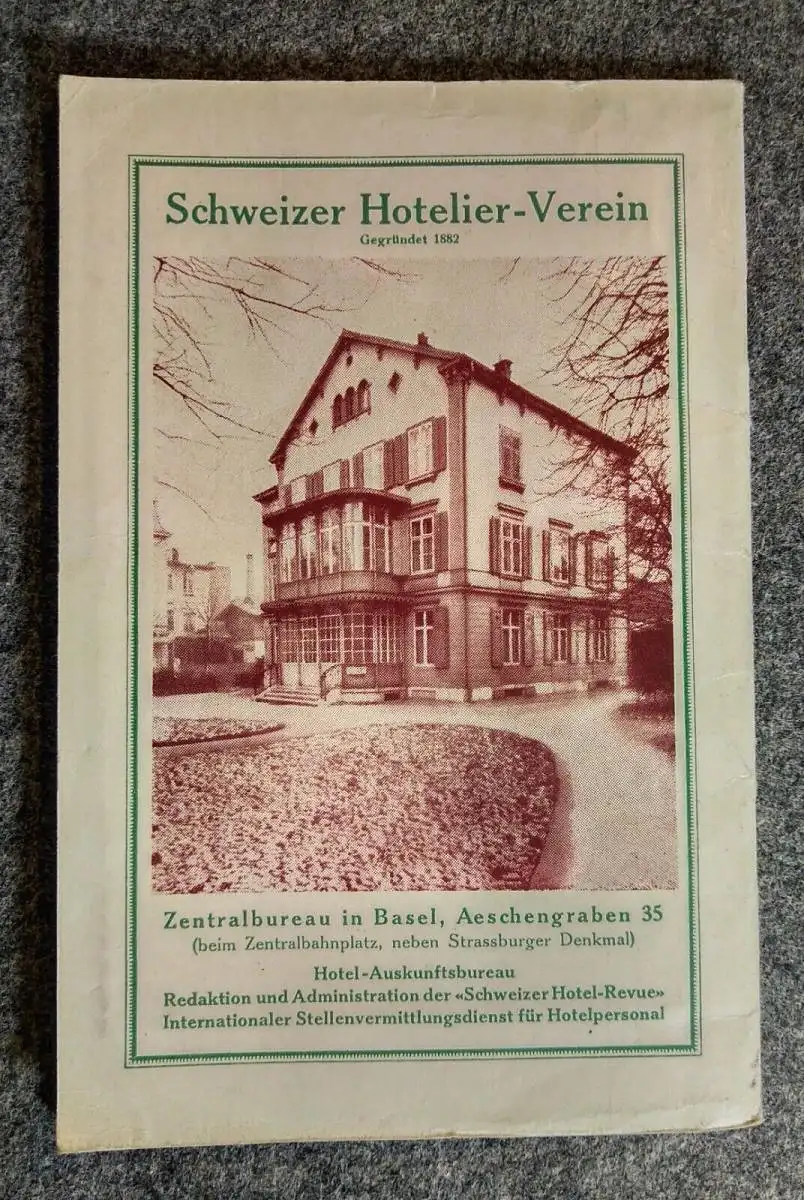 Schweizer Hotelier-Verein
Gegründet 1882
Zentralbureau in Basel, Aeschengraben 35
(beim Zentralbahnplatz, neben Strassburger Denkmal)
Hotel-Auskunftsbureau
Redaktion und Administration der «Schweizer Hotel-Revue»
Internationaler Stellenvermittlungsdienst für Hotelpersonal